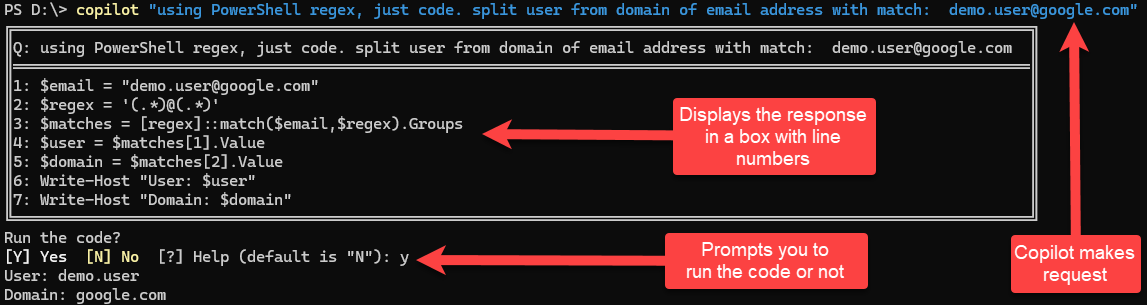 PS D:\> copilot "using PowerShell regex, just code. split user from domain of email address with match:  demo.user@google.com"
Q: using PowerShell regex, just code. split user from domain of email address with match:  demo.user@google.com
1: $email = "demo.user@google.com"
2: $regex = '(.*)@(.*)'
3: $matches = [regex]::match($email,$regex).Groups
4: $user = $matches[1].Value
5: $domain = $matches[2].Value
6: Write-Host "User: $user"
7: Write-Host "Domain: $domain"
Displays the response
in a box with line
numbers
Run the code?
[Y] Yes  [N] No  [?] Help (default is "N"): y
User: demo.user
Domain: google.com
Prompts you to
run the code or not
Copilot makes
request